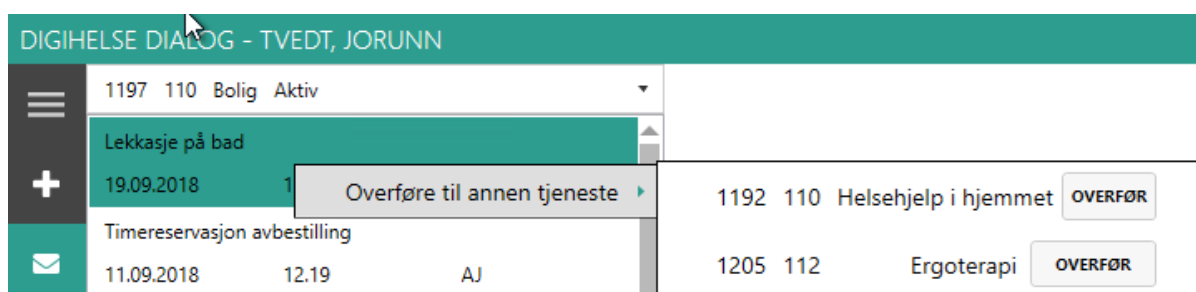 DIGIHELSE DIALOG - TVEDT, JORUNN
1197 110 Bolig Aktiv
Lekkasje på bad
19.09.2018
Overføre til annen tjeneste
1192 110 Helsehjelp i hjemmet OVERFØR
Timereservasjon avbestilling
11.09.2018 12.19 AJ
1205 112 Ergoterapi OVERFØR